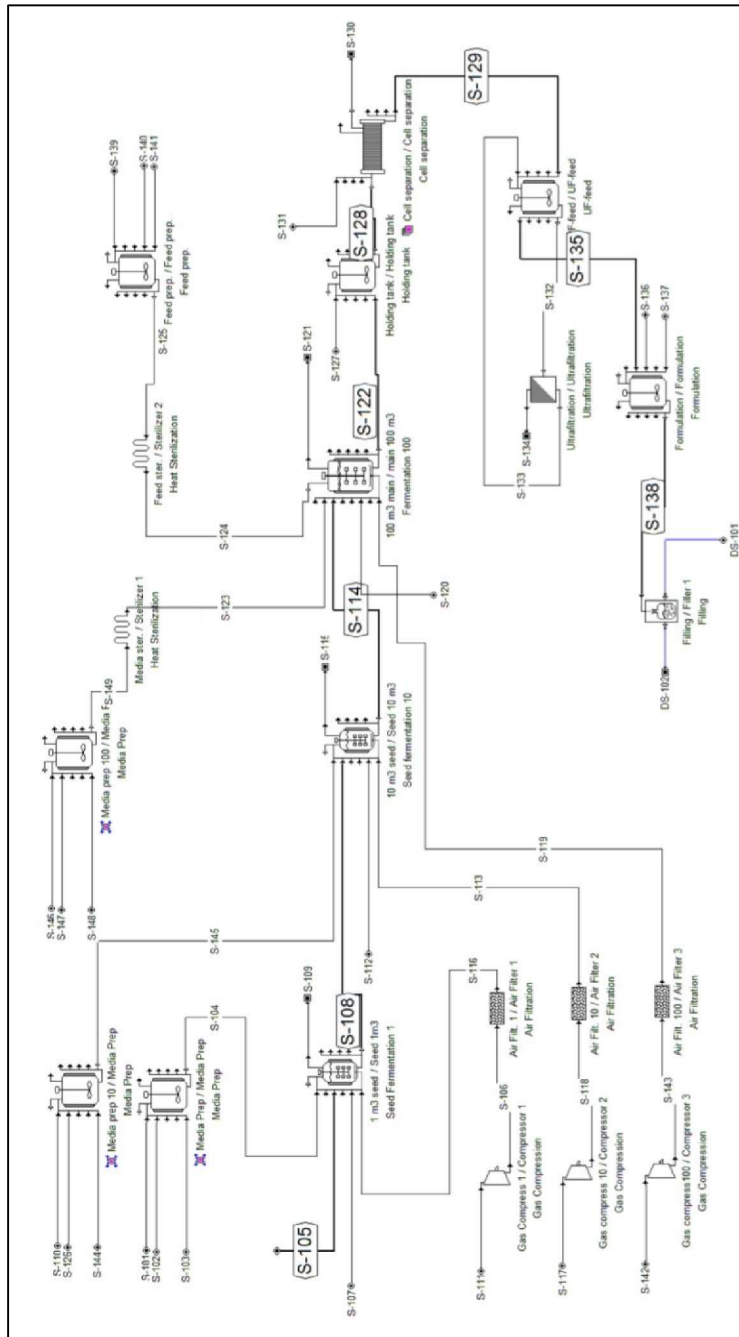 S-146
S-147
S-148
S-149
Media Prep
S-110
S-126
S-144
Media prep 10 / Media Prep
Media Prep
S-145
Media ster. / Sterilizer 1
Heat Sterilization
S-123
Feed ster. / Sterilizer 2
Heat Sterilization
S-124
S-125
S-139
S-140
S-141
Feed prep. / Feed prep.
Feed prep.
S-101
S-102
S-103
Media Prep / Media Prep
Media Prep
S-104
S-105
S-107
S-109
S-108
1 m3 seed / Seed 1m3
Seed Fermentation 1
S-112
10 m3 seed / Seed 10 m3
Seed fermentation 10
S-114
S-120
S-121
100 m3 main / main 100 m3
Fermentation 100
S-122
S-127
S-128
Holding tank / Holding tank
Holding tank
S-131
S-130
Cell separation / Cell separation
Cell separation
S-129
S-111
S-106
Gas compress 1 / Compressor 1
Gas Compression
Air Filt. 1 / Air Filter 1
Air Filtration
S-116
S-113
S-119
S-117
S-118
Gas compress 10 / Compressor 2
Gas Compression
Air Filt. 10 / Air Filter 2
Air Filtration
S-142
S-143
Gas compress100 / Compressor 3
Gas Compression
Air Filt. 100 / Air Filter 3
Air Filtration
S-134
S-133
S-132
Ultrafiltration / Ultrafiltration
Ultrafiltration
F-feed / UF-feed
UF-feed
S-135
S-136
S-137
Formulation / Formulation
Formulation
S-138
DS-102
DS-101
Filling / Filler 1
Filling